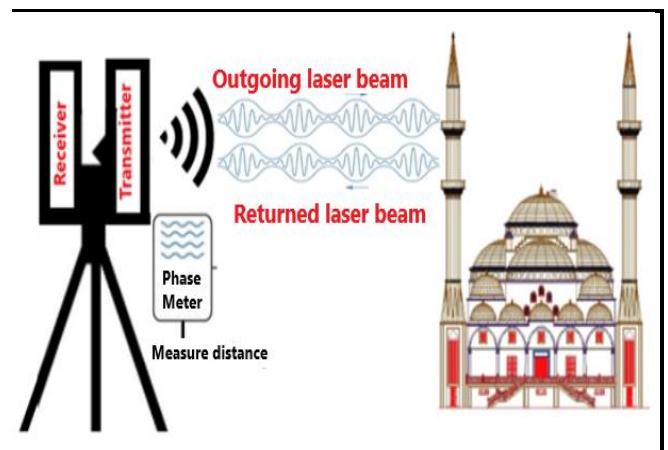 Receiver
Transmitter
Outgoing laser beam
Returned laser beam
Phase
Meter
Measure distance